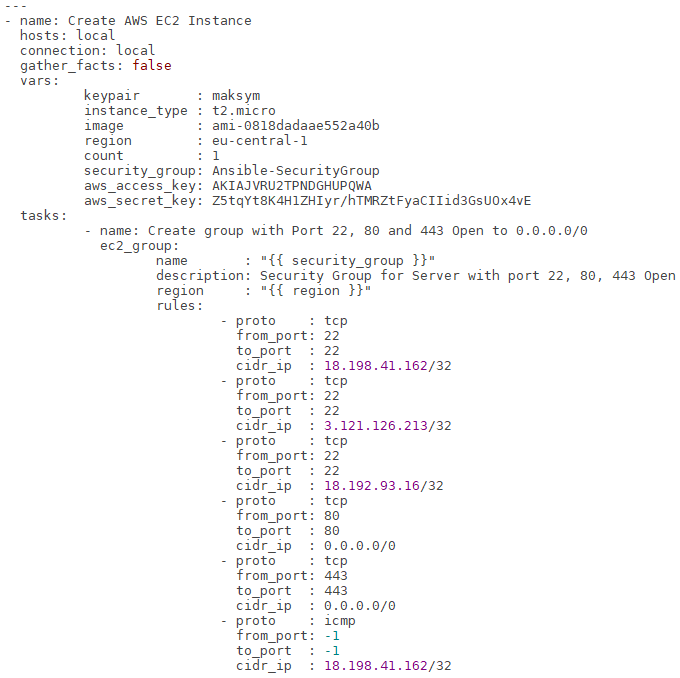 ---
- name: Create AWS EC2 Instance
hosts: local
connection: local
gather_facts: false
vars:
keypair : maksym
instance_type : t2.micro
image : ami-0818dadaae552a40b
region : eu-central-1
count : 1
security_group: Ansible-SecurityGroup
aws_access_key: AKIAJVRU2TPNDGHUPQWA
aws_secret_key: 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
tasks:
- name: Create group with Port 22, 80 and 443 Open to 0.0.0.0/0
ec2_group:
name : "{{ security_group }}"
description: Security Group for Server with port 22, 80, 443 Open
region : "{{ region }}"
rules:
- proto : tcp
from_port: 22
to_port : 22
cidr_ip : 18.198.41.162/32
- proto : tcp
from_port: 22
to_port : 22
cidr_ip : 3.121.126.213/32
- proto : tcp
from_port: 22
to_port : 22
cidr_ip : 18.192.93.16/32
- proto : tcp
from_port: 80
to_port : 80
cidr_ip : 0.0.0.0/0
- proto : tcp
from_port: 443
to_port : 443
cidr_ip : 0.0.0.0/0
- proto : icmp
from_port: -1
to_port : -1
cidr_ip : 18.198.41.162/32